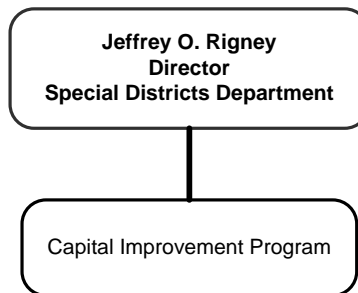 Jeffrey O. Rigney
Director
Special Districts Department
Capital Improvement Program